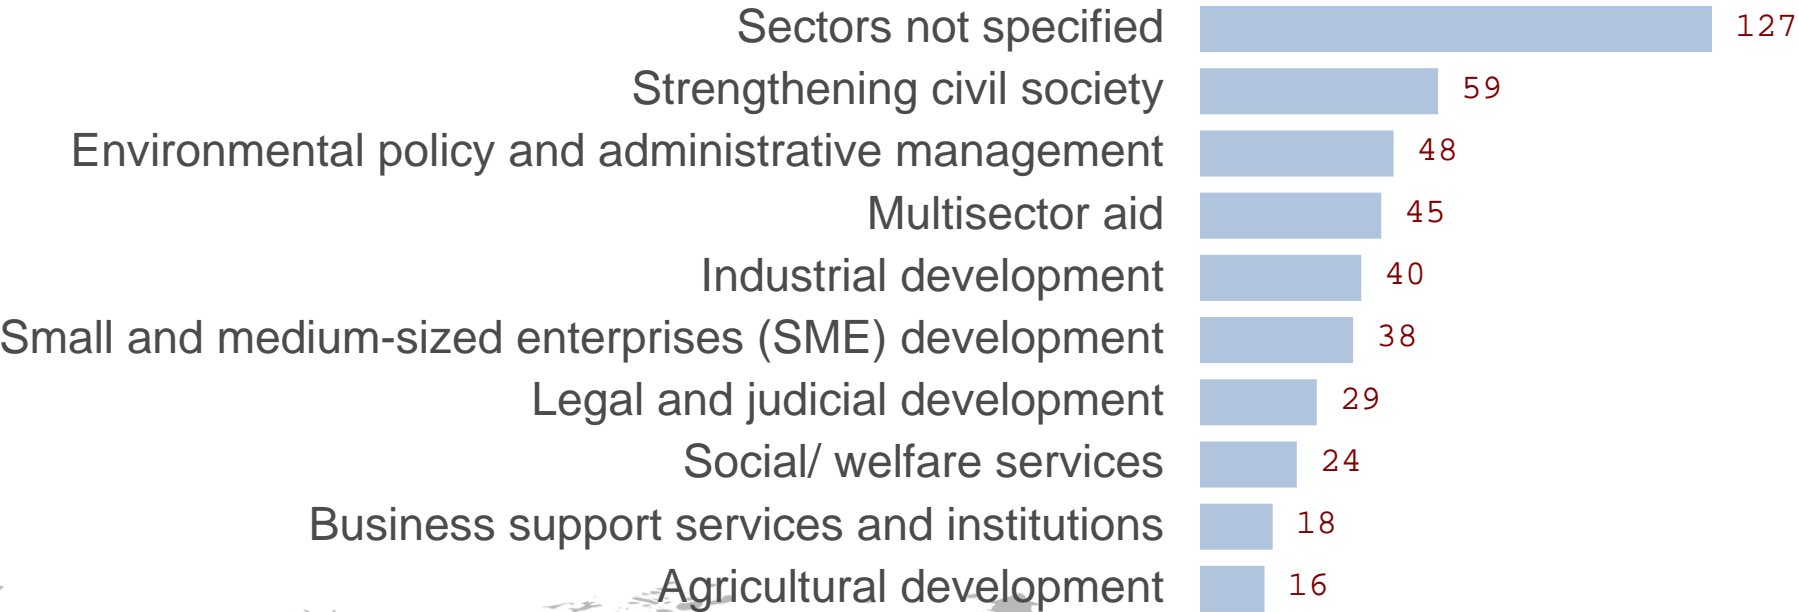 Sectors not specified 127
Strengthening civil society 59
Environmental policy and administrative management 48
Multisector aid 45
Industrial development 40
Small and medium-sized enterprises (SME) development 38
Legal and judicial development 29
Social/ welfare services 24
Business support services and institutions 18
Agricultural development 16